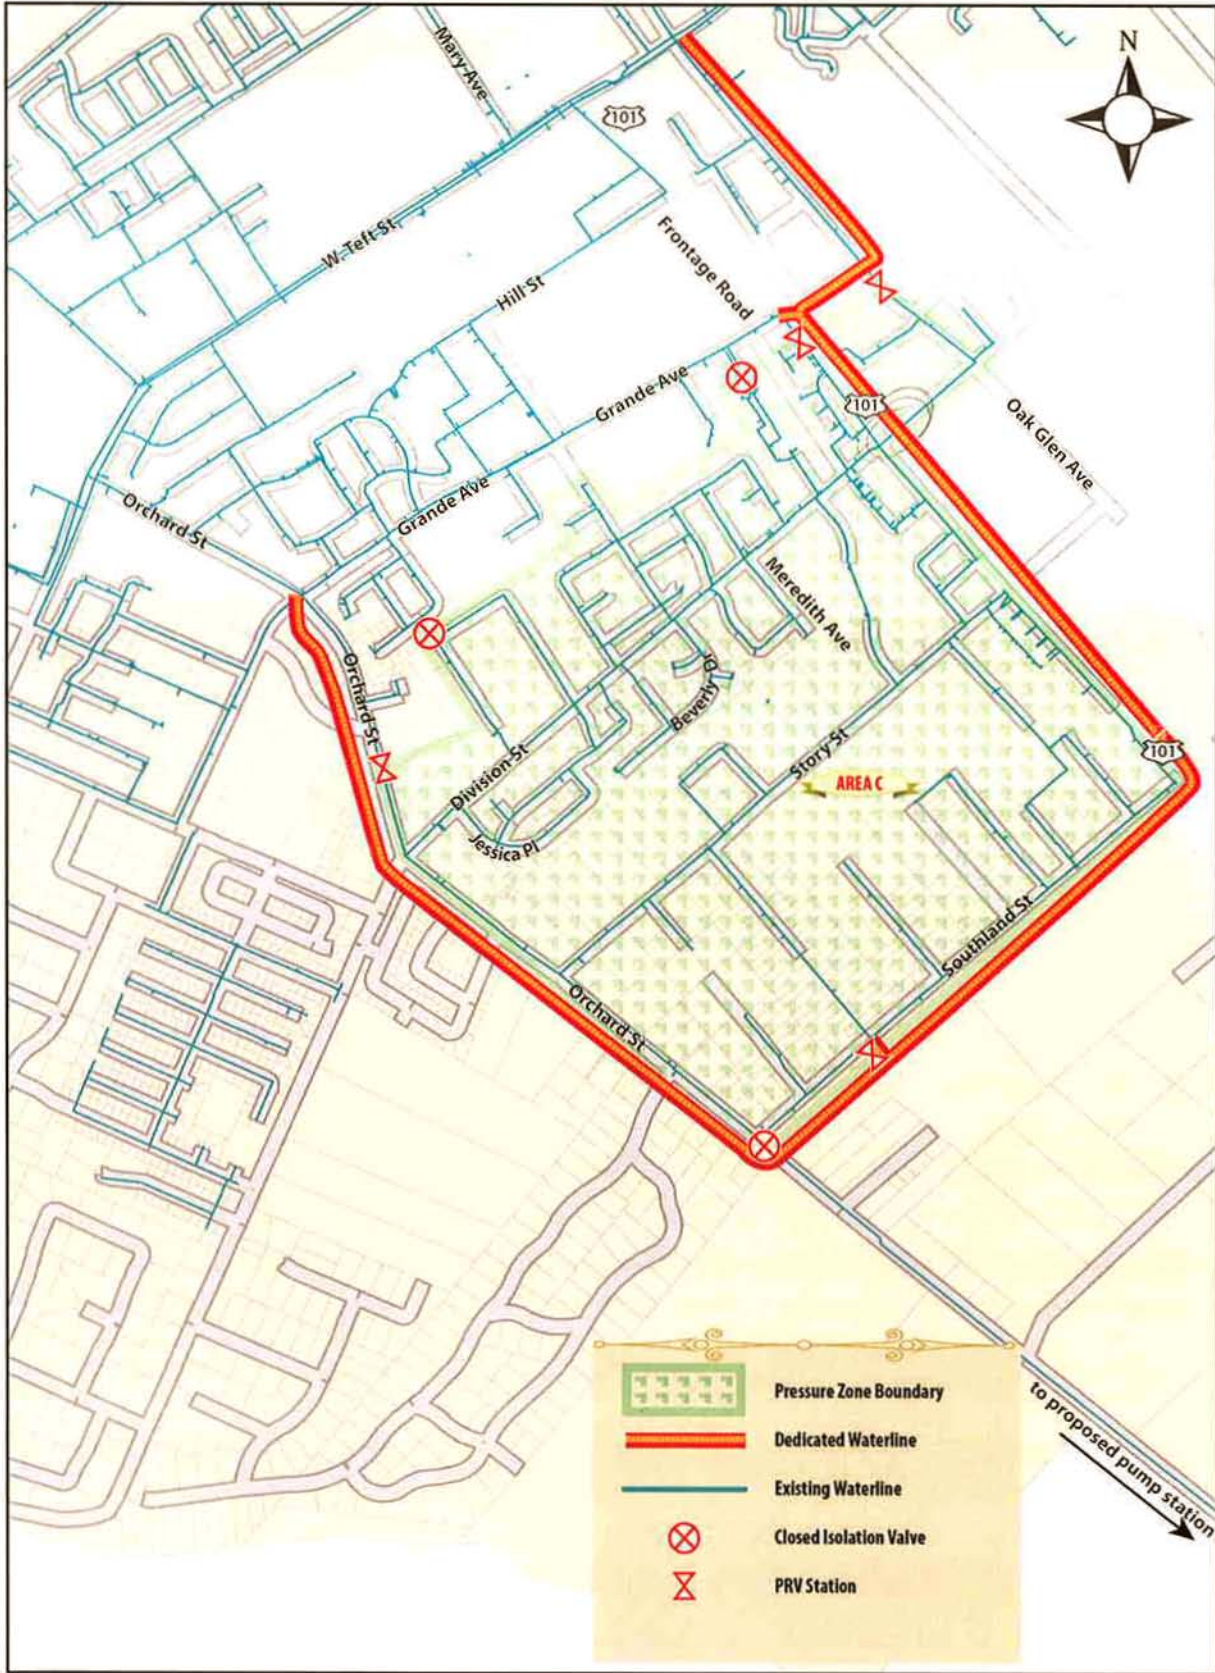 Mary Ave
N
101
W. Teft St
Hill St
Frontage Road
Grande Ave
101
Oak Glen Ave
Orchard St
Grande Ave
Meredith Ave
Orchard St
Beverly Dr
101
Division St
Story St
AREA C
Jessica Pl
Southland St
Orchard St
Pressure Zone Boundary
Dedicated Waterline
Existing Waterline
Closed Isolation Valve
PRV Station
to proposed pump station